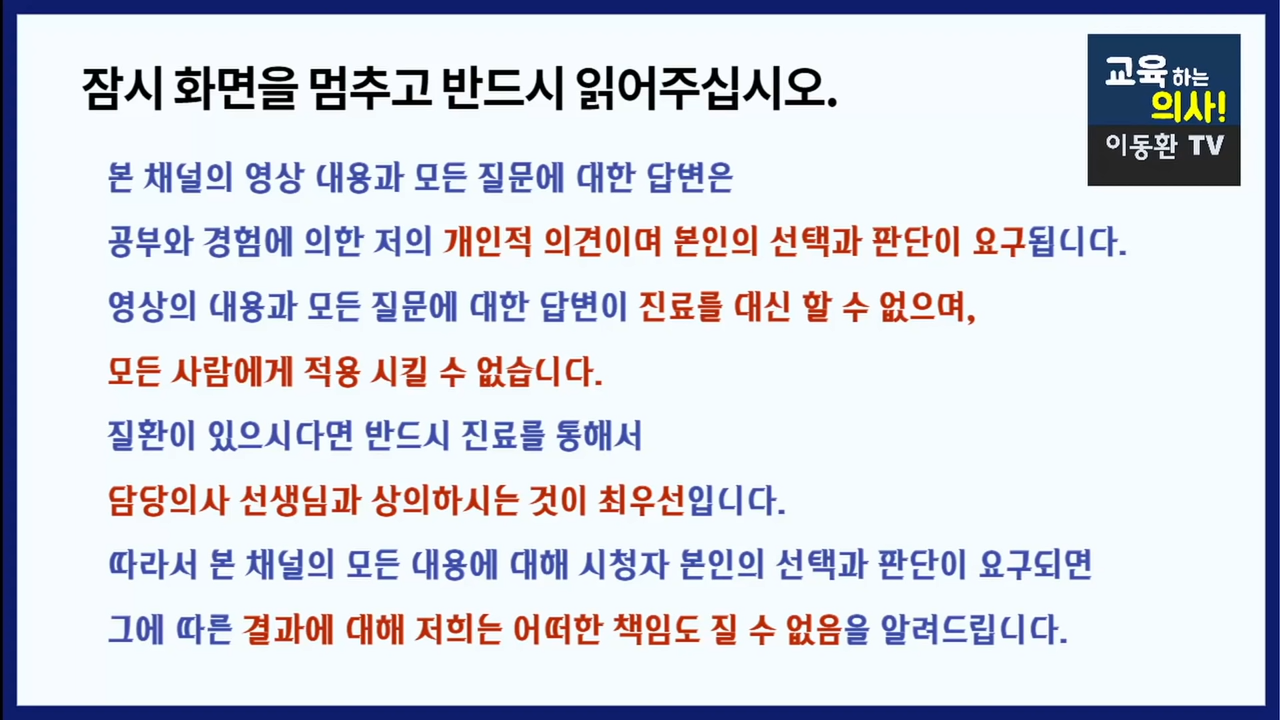 잠시 화면을 멈추고 반드시 읽어주십시오.
교육 하는
의사!
이동환 TV
본 채널의 영상 내용과 모든 질문에 대한 답변은
공부와 경험에 의한 저의 개인적 의견이며 본인의 선택과 판단이 요구됩니다.
영상의 내용과 모든 질문에 대한 답변이 진료를 대신 할 수 없으며,
모든 사람에게 적용 시킬 수 없습니다.
질환이 있으시다면 반드시 진료를 통해서
담당의사 선생님과 상의하시는 것이 최우선입니다.
따라서 본 채널의 모든 내용에 대해 시청자 본인의 선택과 판단이 요구되면
그에 따른 결과에 대해 저희는 어떠한 책임도 질 수 없음을 알려드립니다.